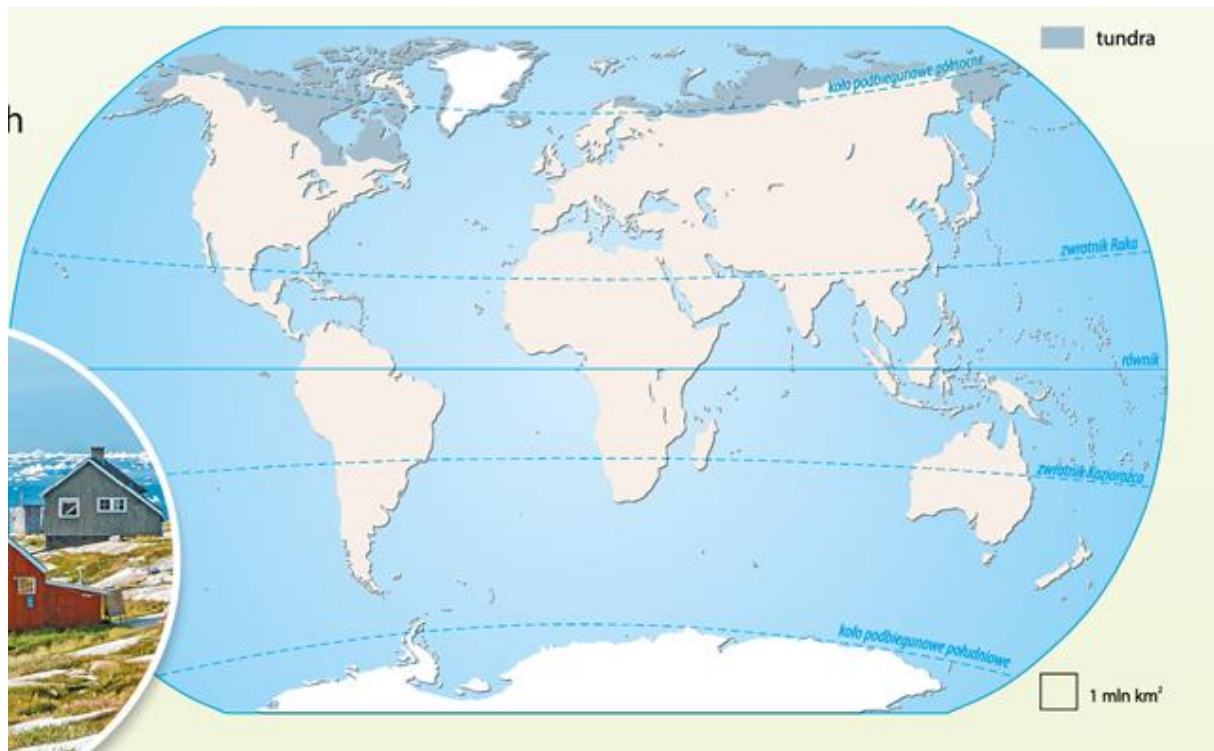 tundra
koło podbiegunowe północne
h
zwrotnik Raka
równik
zwrotnik Koziorożca
koło podbiegunowe południowe
1 mln km²